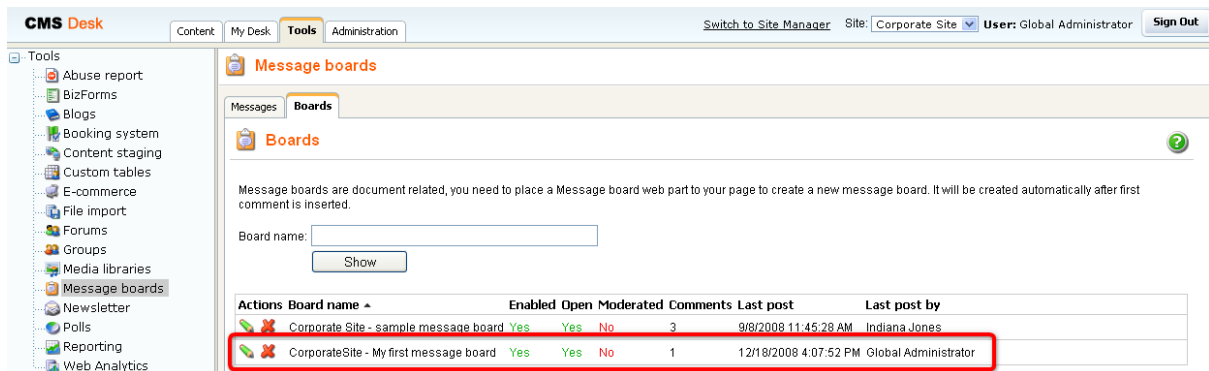 CMS Desk
Content My Desk Tools Administration
Switch to Site Manager Site: Corporate Site User: Global Administrator Sign Out
Tools
Abuse report
BizForms
Blogs
Booking system
Content staging
Custom tables
E-commerce
File import
Forums
Groups
Media libraries
Message boards
Newsletter
Polls
Reporting
Web Analytics
Message boards
Messages Boards
Boards
?
Message boards are document related, you need to place a Message board web part to your page to create a new message board. It will be created automatically after first
comment is inserted.
Board name:
Show
Actions Board name Enabled Open Moderated Comments Last post Last post by
Corporate Site - sample message board Yes Yes No 3 9/8/2008 11:45:28 AM Indiana Jones
CorporateSite - My first message board Yes Yes No 1 12/18/2008 4:07:52 PM Global Administrator